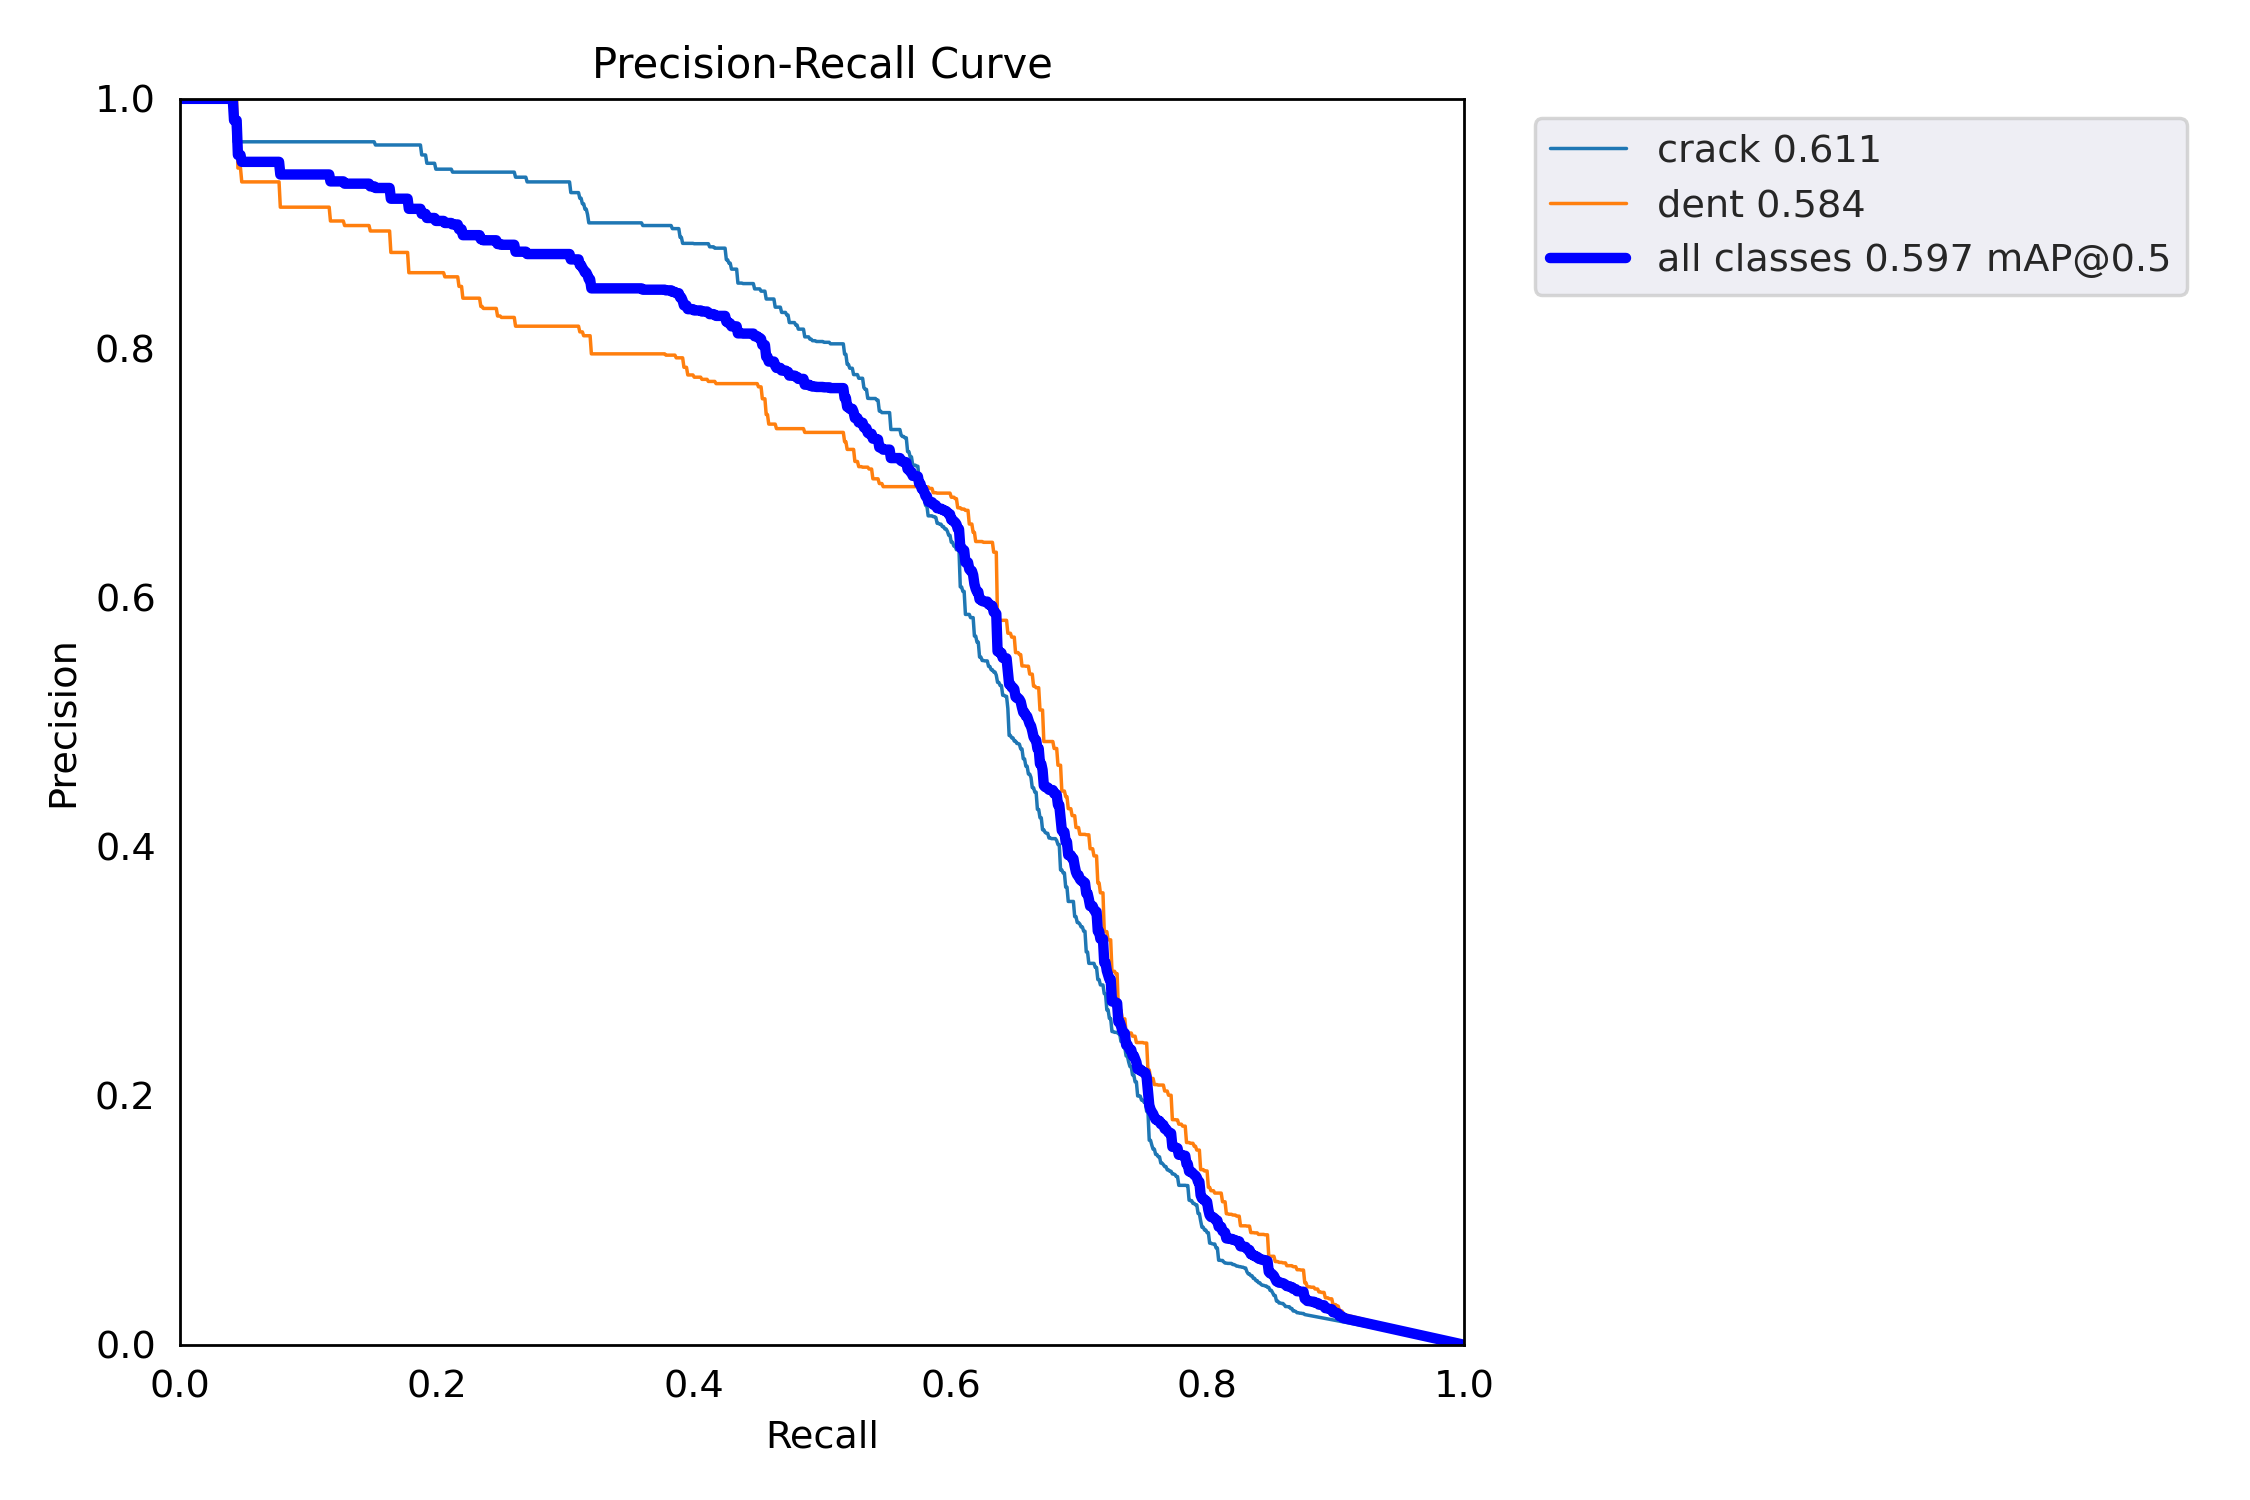 Precision-Recall Curve
crack 0.611
dent 0.584
all classes 0.597 mAP@0.5
Precision
1.0
0.8
0.6
0.4
0.2
0.0
0.0 0.2 0.4 0.6 0.8 1.0
Recall